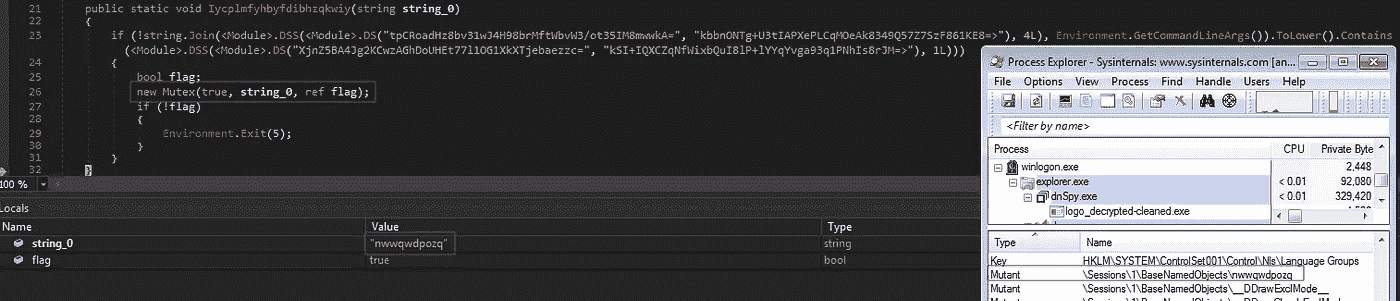 21 public static void Iycplmfyhbyfdibhzqkwiy(string string_0)
22 {
23 if (!string.Join(<Module>.DSS(<Module>.DS("tpCRoadHz8bv31wJ4H98brMftWbvW3/ot35IM8mwwkA=", "kbbnONTg+U3tIAPXePLCqMOeAk8349Q57Z7SzF861KE8=>"), 4L), Environment.GetCommandLineArgs()).ToLower().Contains
(<Module>.DSS(<Module>.DS("XjnZ5BA4Jg2KCwzAGhDoUHEt77l1OG1XkXTjebaezzc=", "kSI+IQXCZqNfWixbQuI8lP+lYYqYvga93q1PNhIs8rJM=>"), 1L)))
24 {
25 bool flag;
26 new Mutex(true, string_0, ref flag);
27 if (!flag)
28 {
29 Environment.Exit(5);
30 }
31 }
32 }
100 %
Locals
Name Value Type
string_0 "nwwqwdpozq" string
flag true bool
Process Explorer - Sysinternals: www.sysinternals.com [an...
File Options View Process Find Handle Users Help
<Filter by name>
Process CPU Private Byte
winlogon.exe 2,448
explorer.exe < 0.01 92,080
dnSpy.exe < 0.01 329,420
logo_decrypted-cleaned.exe
Type Name
Key HKLM\SYSTEM\ControlSet001\Control\Nls\Language Groups
Mutant \Sessions\1\BaseNamedObjects\nwwqwdpozq
Mutant \Sessions\1\BaseNamedObjects\__DDrawExclMode__